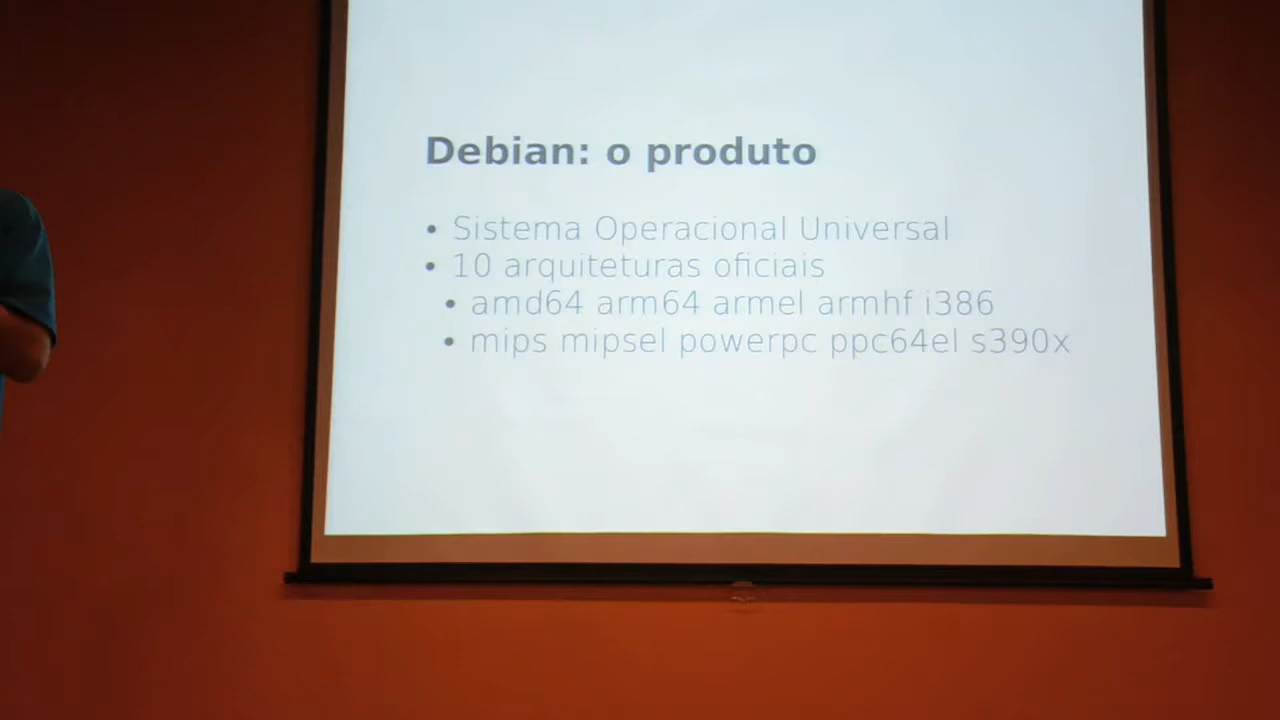 Debian: o produto
• Sistema Operacional Universal
• 10 arquiteturas oficiais
• amd64 arm64 armel armhf i386
• mips mipsel powerpc ppc64el s390x